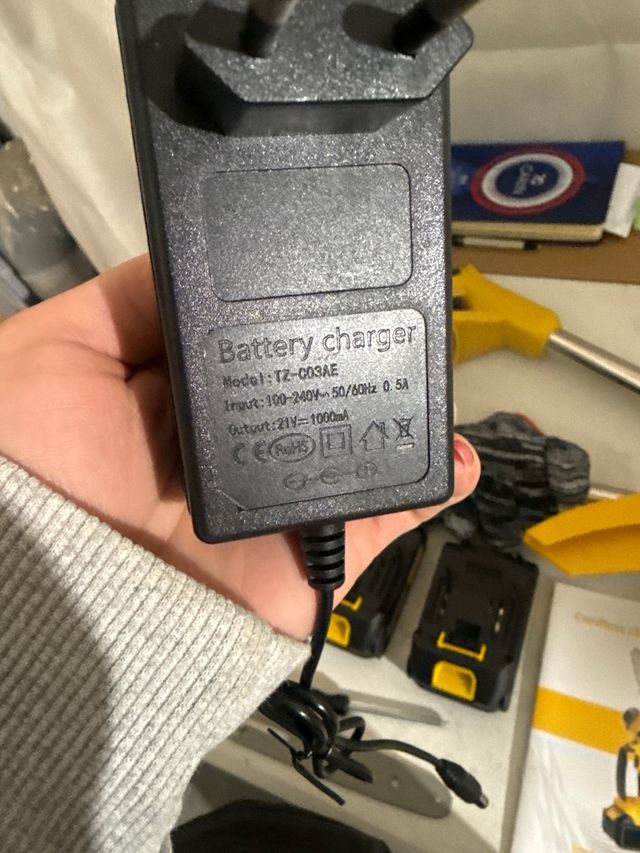 Battery charger
Model:TZ-C03AE
Input:100-240V~ 50/60Hz 0.5A
Output:21V⎓1000mA
CE RoHS